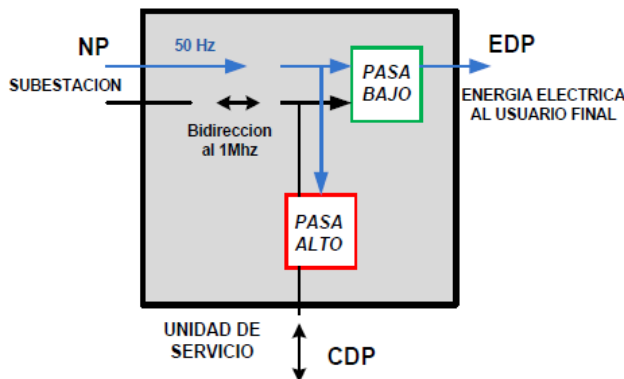 NP
50 Hz
EDP
SUBESTACION
PASA
BAJO
ENERGIA ELECTRICA
AL USUARIO FINAL
Bidireccion
al 1Mhz
PASA
ALTO
UNIDAD DE
SERVICIO
CDP